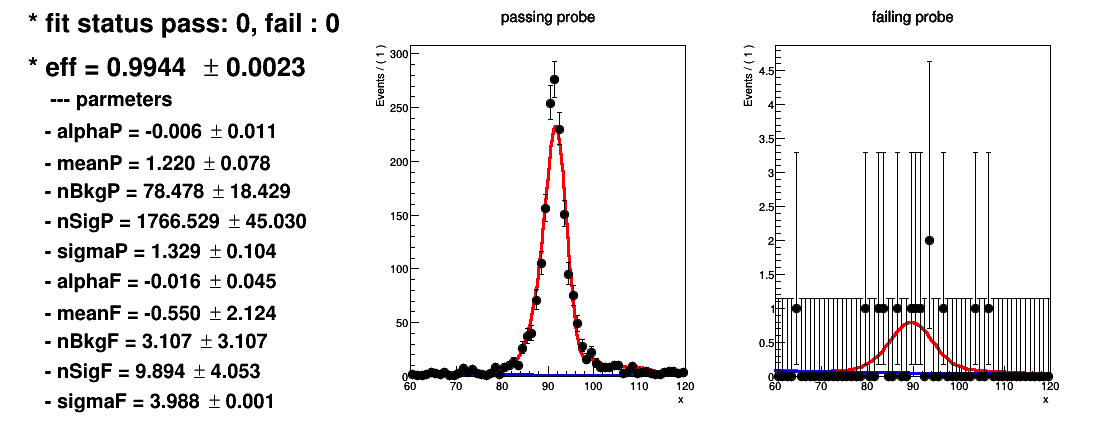 * fit status pass: 0, fail : 0
* eff = 0.9944 ± 0.0023
--- parmeters
- alphaP = -0.006 ± 0.011
- meanP = 1.220 ± 0.078
- nBkgP = 78.478 ± 18.429
- nSigP = 1766.529 ± 45.030
- sigmaP = 1.329 ± 0.104
- alphaF = -0.016 ± 0.045
- meanF = -0.550 ± 2.124
- nBkgF = 3.107 ± 3.107
- nSigF = 9.894 ± 4.053
- sigmaF = 3.988 ± 0.001
passing probe
Events / ( 1 )
300
250
200
150
100
50
0
60 70 80 90 100 110 120
x
failing probe
Events / ( 1 )
4.5
4
3.5
3
2.5
2
1.5
1
0.5
0
60 70 80 90 100 110 120
x